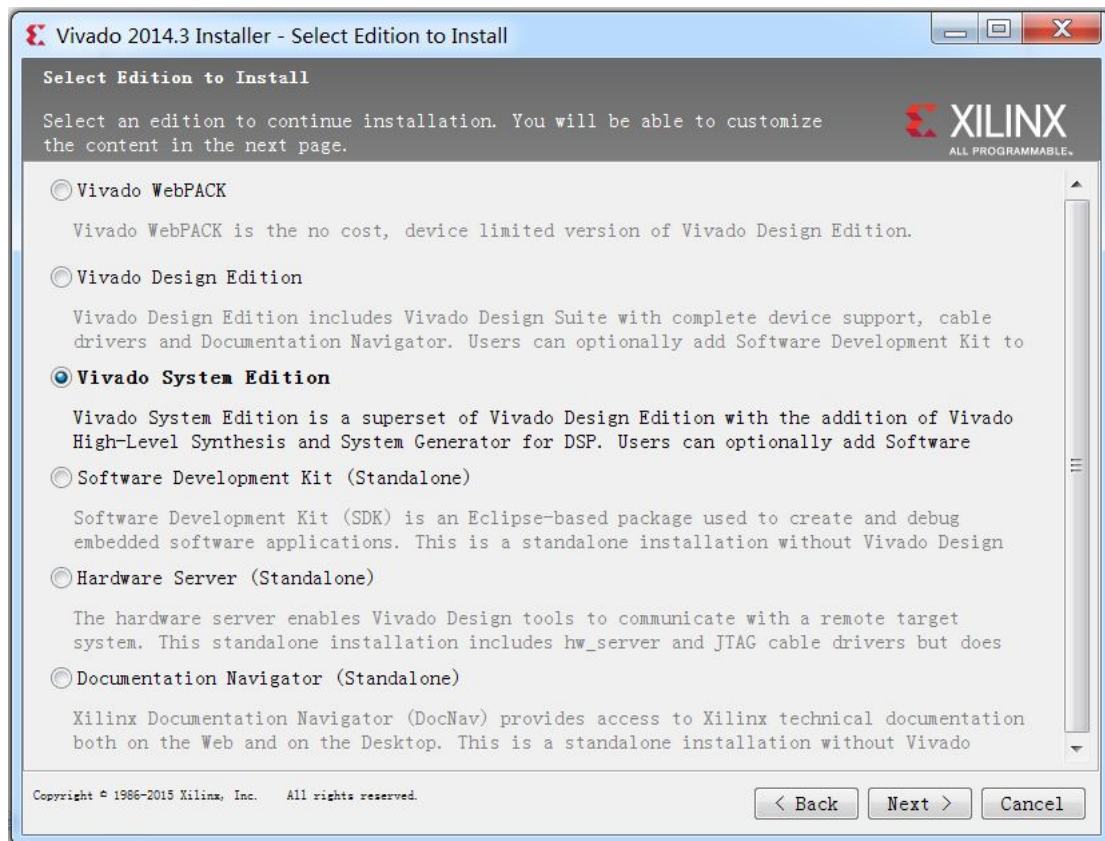 Vivado 2014.3 Installer - Select Edition to Install
Select Edition to Install
Select an edition to continue installation. You will be able to customize
the content in the next page.
XILINX
ALL PROGRAMMABLE™
Vivado WebPACK
Vivado WebPACK is the no cost, device limited version of Vivado Design Edition.
Vivado Design Edition
Vivado Design Edition includes Vivado Design Suite with complete device support, cable
drivers and Documentation Navigator. Users can optionally add Software Development Kit to
Vivado System Edition
Vivado System Edition is a superset of Vivado Design Edition with the addition of Vivado
High-Level Synthesis and System Generator for DSP. Users can optionally add Software
Software Development Kit (Standalone)
Software Development Kit (SDK) is an Eclipse-based package used to create and debug
embedded software applications. This is a standalone installation without Vivado Design
Hardware Server (Standalone)
The hardware server enables Vivado Design tools to communicate with a remote target
system. This standalone installation includes hw_server and JTAG cable drivers but does
Documentation Navigator (Standalone)
Xilinx Documentation Navigator (DocNav) provides access to Xilinx technical documentation
both on the Web and on the Desktop. This is a standalone installation without Vivado
Copyright © 1986-2015 Xilinx, Inc. All rights reserved.
< Back Next > Cancel